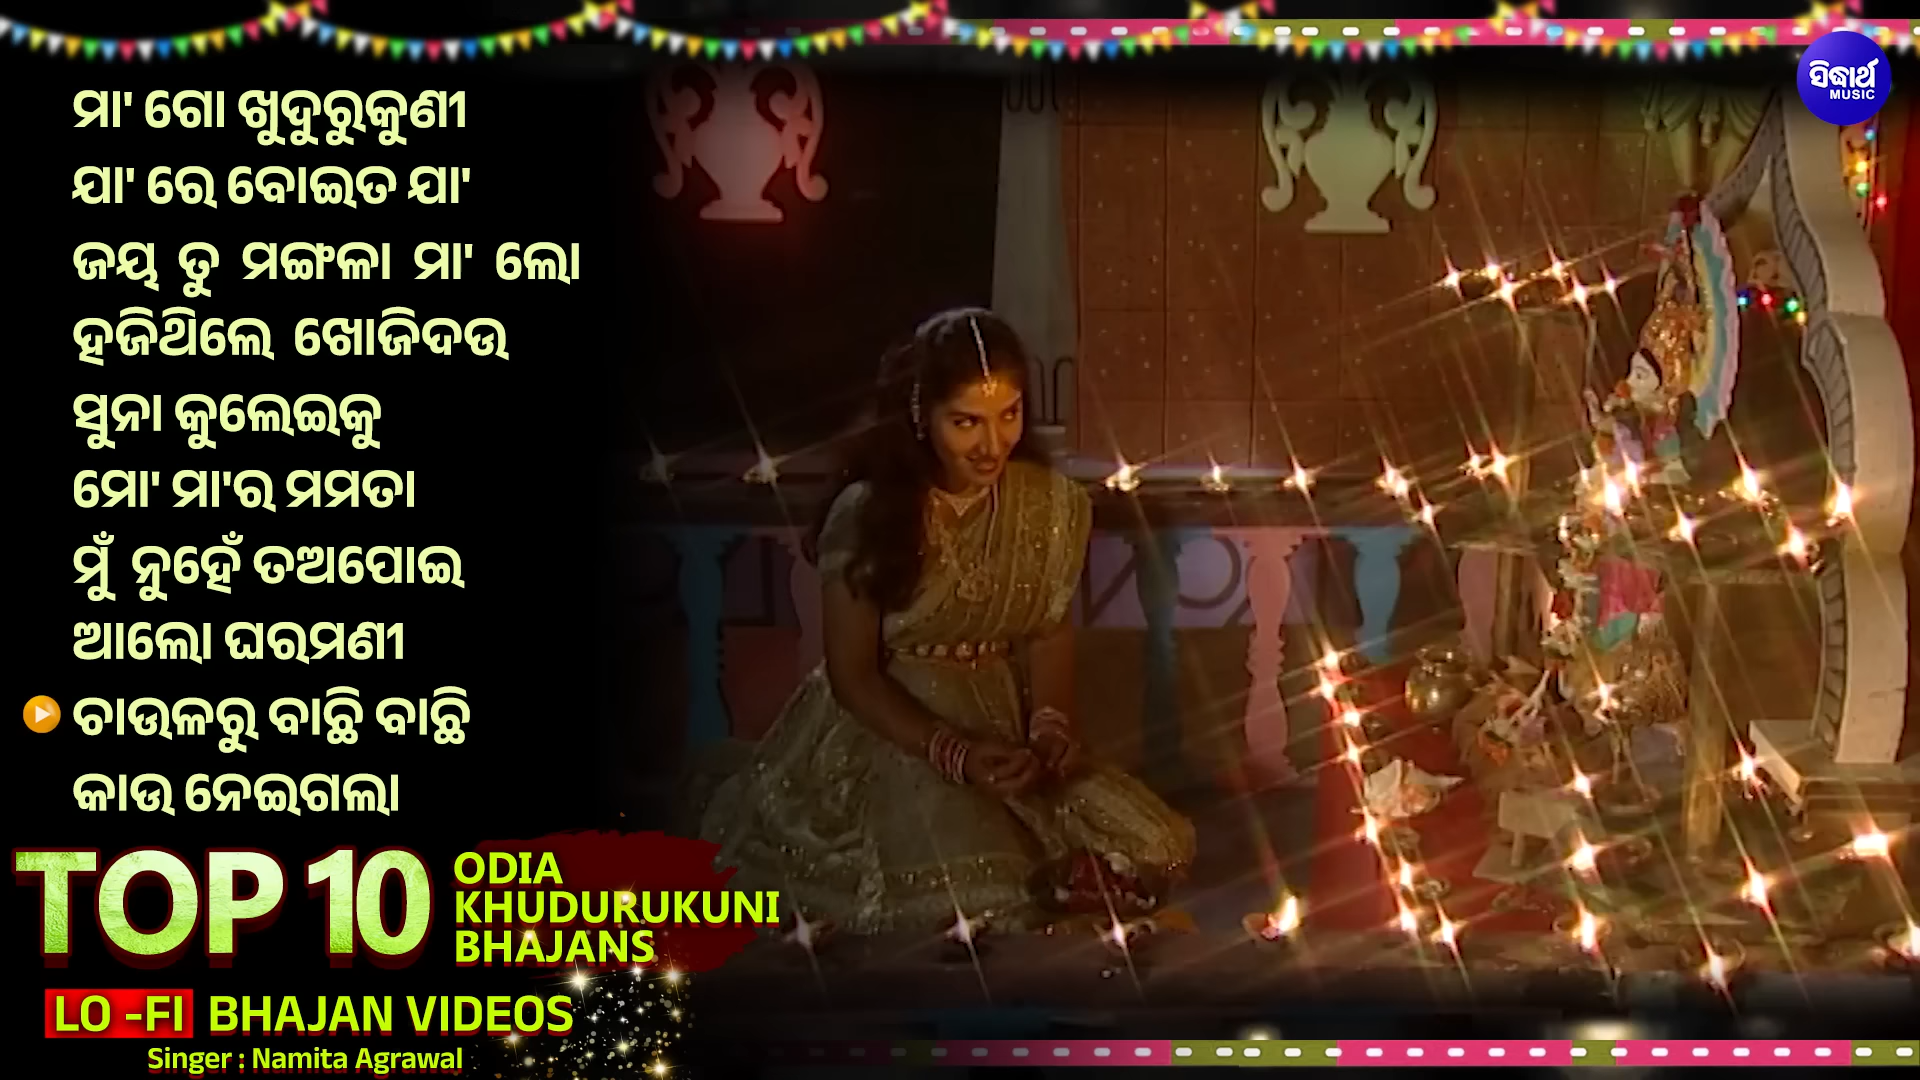 ମା' ଗୋ ଖୁଦୁରୁକୁଣୀ
ଯା' ରେ ବୋଇତ ଯା'
ଜୟ ତୁ ମଙ୍ଗଳା ମା' ଲୋ
ହଜିଥିଲେ ଖୋଜିଦଉ
ସୁନା କୁଲେଇକୁ
ମୋ' ମା'ର ମମତା
ମୁଁ ନୁହେଁ ତଅପୋଇ
ଆଲୋ ଘରମଣୀ
ଚାଉଳରୁ ବାଛି ବାଛି
କାଉ ନେଇଗଲା
TOP 10
ODIA
KHUDURUKUNI
BHAJANS
LO -FI BHAJAN VIDEOS
Singer : Namita Agrawal
ସିଦ୍ଧାର୍ଥ
MUSIC